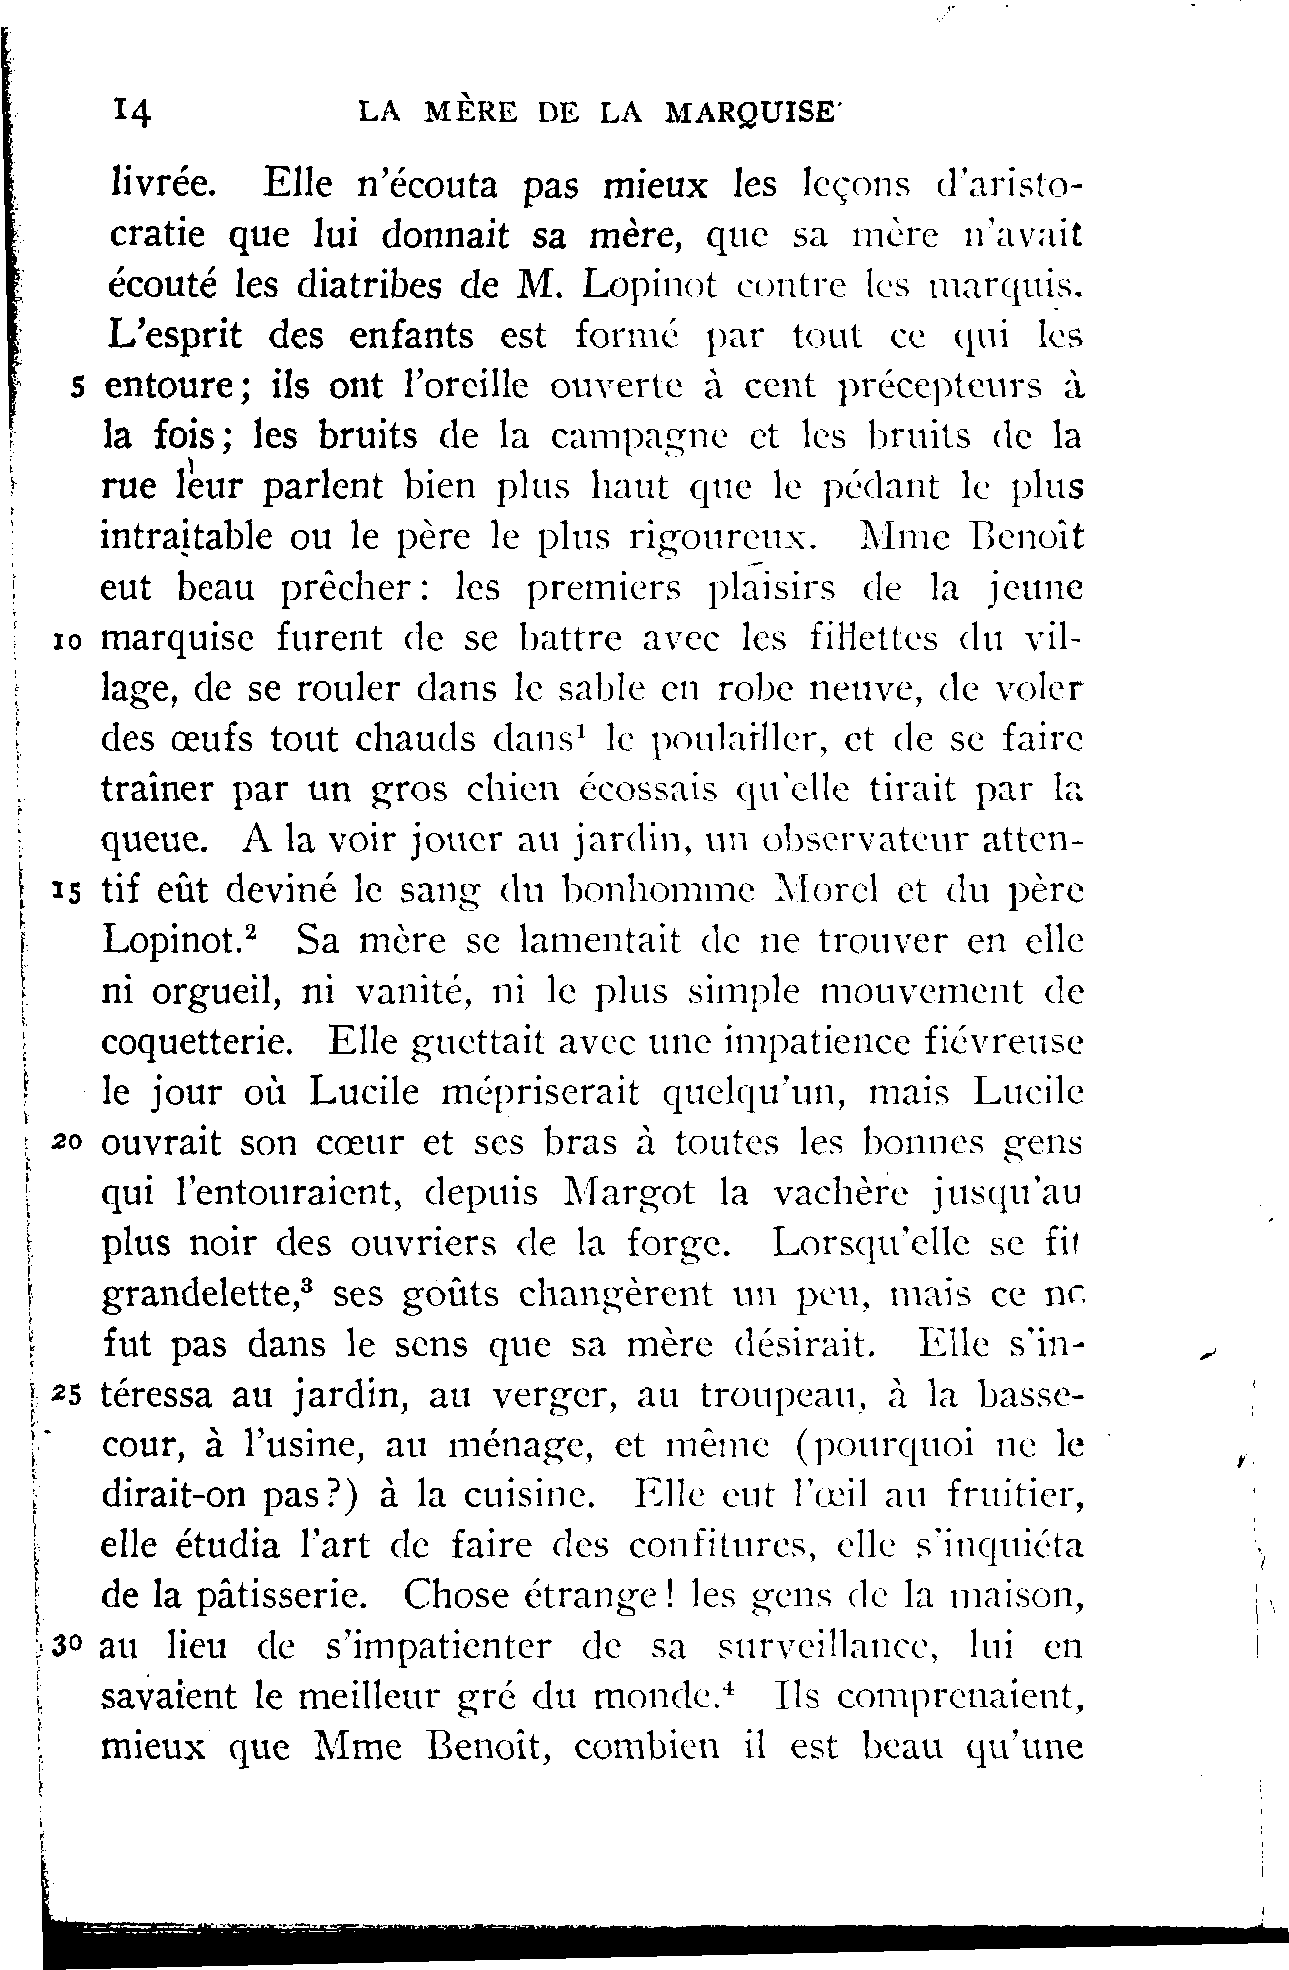 14 LA MÈRE DE LA MARQUISE
livrée. Elle n'écouta pas mieux les leçons d'aristo-
cratie que lui donnait sa mère, que sa mère n'avait
écouté les diatribes de M. Lopinot contre les marquis.
L'esprit des enfants est formé par tout ce qui les
5 entoure; ils ont l'oreille ouverte à cent précepteurs à
la fois; les bruits de la campagne et les bruits de la
rue leur parlent bien plus haut que le pédant le plus
intraitable ou le père le plus rigoureux. Mme Benoît
eut beau prêcher: les premiers plaisirs de la jeune
10 marquise furent de se battre avec les fillettes du vil-
lage, de se rouler dans le sable en robe neuve, de voler
des œufs tout chauds dans¹ le poulailler, et de se faire
traîner par un gros chien écossais qu'elle tirait par la
queue. A la voir jouer au jardin, un observateur atten-
15 tif eût deviné le sang du bonhomme Morel et du père
Lopinot.² Sa mère se lamentait de ne trouver en elle
ni orgueil, ni vanité, ni le plus simple mouvement de
coquetterie. Elle guettait avec une impatience fiévreuse
le jour où Lucile mépriserait quelqu'un, mais Lucile
20 ouvrait son cœur et ses bras à toutes les bonnes gens
qui l'entouraient, depuis Margot la vachère jusqu'au
plus noir des ouvriers de la forge. Lorsqu'elle se fit
grandelette,³ ses goûts changèrent un peu, mais ce ne
fut pas dans le sens que sa mère désirait. Elle s'in-
25 téressa au jardin, au verger, au troupeau, à la basse-
cour, à l'usine, au ménage, et même (pourquoi ne le
dirait-on pas?) à la cuisine. Elle eut l'œil au fruitier,
elle étudia l'art de faire des confitures, elle s'inquiéta
de la pâtisserie. Chose étrange! les gens de la maison,
30 au lieu de s'impatienter de sa surveillance, lui en
savaient le meilleur gré du monde.⁴ Ils comprenaient,
mieux que Mme Benoît, combien il est beau qu'une